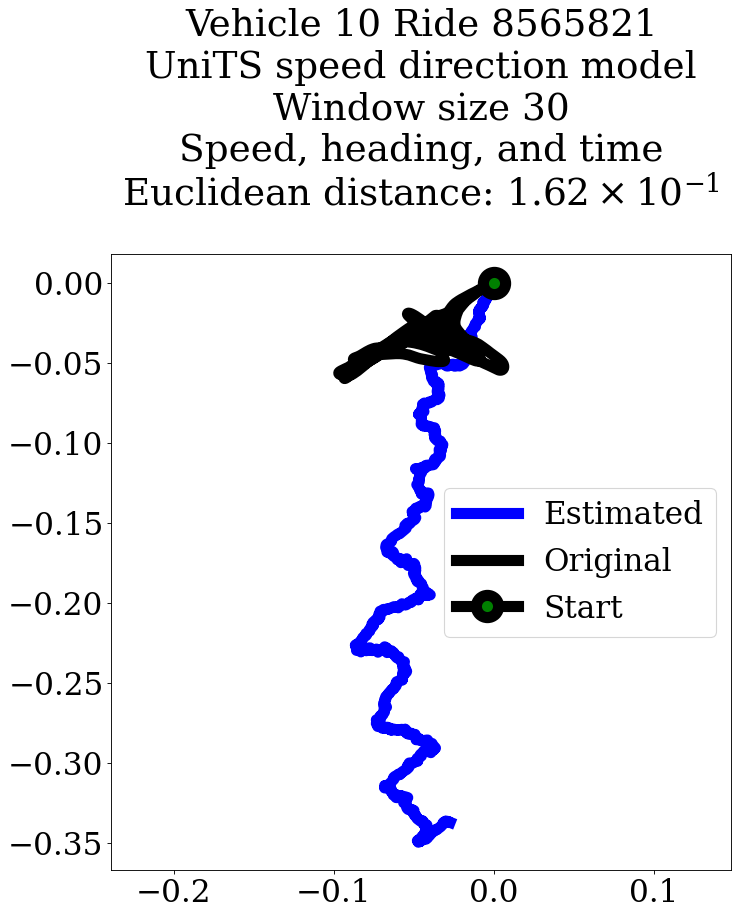 Vehicle 10 Ride 8565821
UniTS speed direction model
Window size 30
Speed, heading, and time
Euclidean distance: 1.62 × 10⁻¹
0.00
−0.05
−0.10
−0.15
−0.20
−0.25
−0.30
−0.35
Estimated
Original
Start
−0.2 −0.1 0.0 0.1